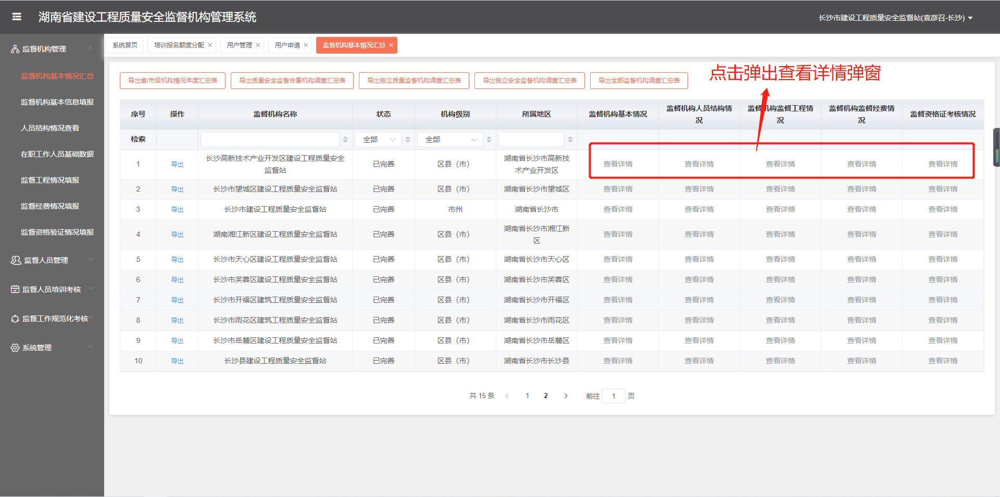 湖南省建设工程质量安全监督机构管理系统
长沙市建设工程质量安全监督站(袁彦召-长沙)
监督机构管理
监督机构基本情况汇总
监督机构基本信息填报
人员结构情况查看
在职工作人员基础数据
监督工程情况填报
监督经费情况填报
监督资格验证情况填报
监督人员管理
监督人员培训考核
监督工作规范化考核
系统管理
系统首页 培训报名额度分配 × 用户管理 × 用户申请 × 监督机构基本情况汇总 ×
导出省/市级机构情况年度汇总表 导出质量安全监督合署机构调查汇总表 导出独立质量监督机构调查汇总表 导出独立安全监督机构调查汇总表 导出全部监督机构调查汇总表
点击弹出查看详情弹窗
序号 操作 监督机构名称 状态 机构级别 所属地区 监督机构基本情况 监督机构人员结构情况 监督机构监督工程情况 监督机构监督经费情况 监督资格证考核情况
检索 全部 全部
1 导出 长沙高新技术产业开发区建设工程质量安全监督站 已完善 区县（市） 湖南省长沙市高新技术产业开发区 查看详情 查看详情 查看详情 查看详情 查看详情
2 导出 长沙市望城区建设工程质量安全监督站 已完善 区县（市） 湖南省长沙市望城区 查看详情 查看详情 查看详情 查看详情 查看详情
3 导出 长沙市建设工程质量安全监督站 已完善 市州 湖南省长沙市 查看详情 查看详情 查看详情 查看详情 查看详情
4 导出 湖南湘江新区建设工程质量安全监督站 已完善 区县（市） 湖南省长沙市湘江新区 查看详情 查看详情 查看详情 查看详情 查看详情
5 导出 长沙市天心区建设工程质量安全监督站 已完善 区县（市） 湖南省长沙市天心区 查看详情 查看详情 查看详情 查看详情 查看详情
6 导出 长沙市芙蓉区建设工程质量安全监督站 已完善 区县（市） 湖南省长沙市芙蓉区 查看详情 查看详情 查看详情 查看详情 查看详情
7 导出 长沙市开福区建筑工程质量安全监督站 已完善 区县（市） 湖南省长沙市开福区 查看详情 查看详情 查看详情 查看详情 查看详情
8 导出 长沙市雨花区建筑工程质量安全监督站 已完善 区县（市） 湖南省长沙市雨花区 查看详情 查看详情 查看详情 查看详情 查看详情
9 导出 长沙市岳麓区建设工程质量安全监督站 已完善 区县（市） 湖南省长沙市岳麓区 查看详情 查看详情 查看详情 查看详情 查看详情
10 导出 长沙县建设工程质量安全监督站 已完善 区县（市） 湖南省长沙市长沙县 查看详情 查看详情 查看详情 查看详情 查看详情
共 15 条 < 1 2 > 前往 1 页